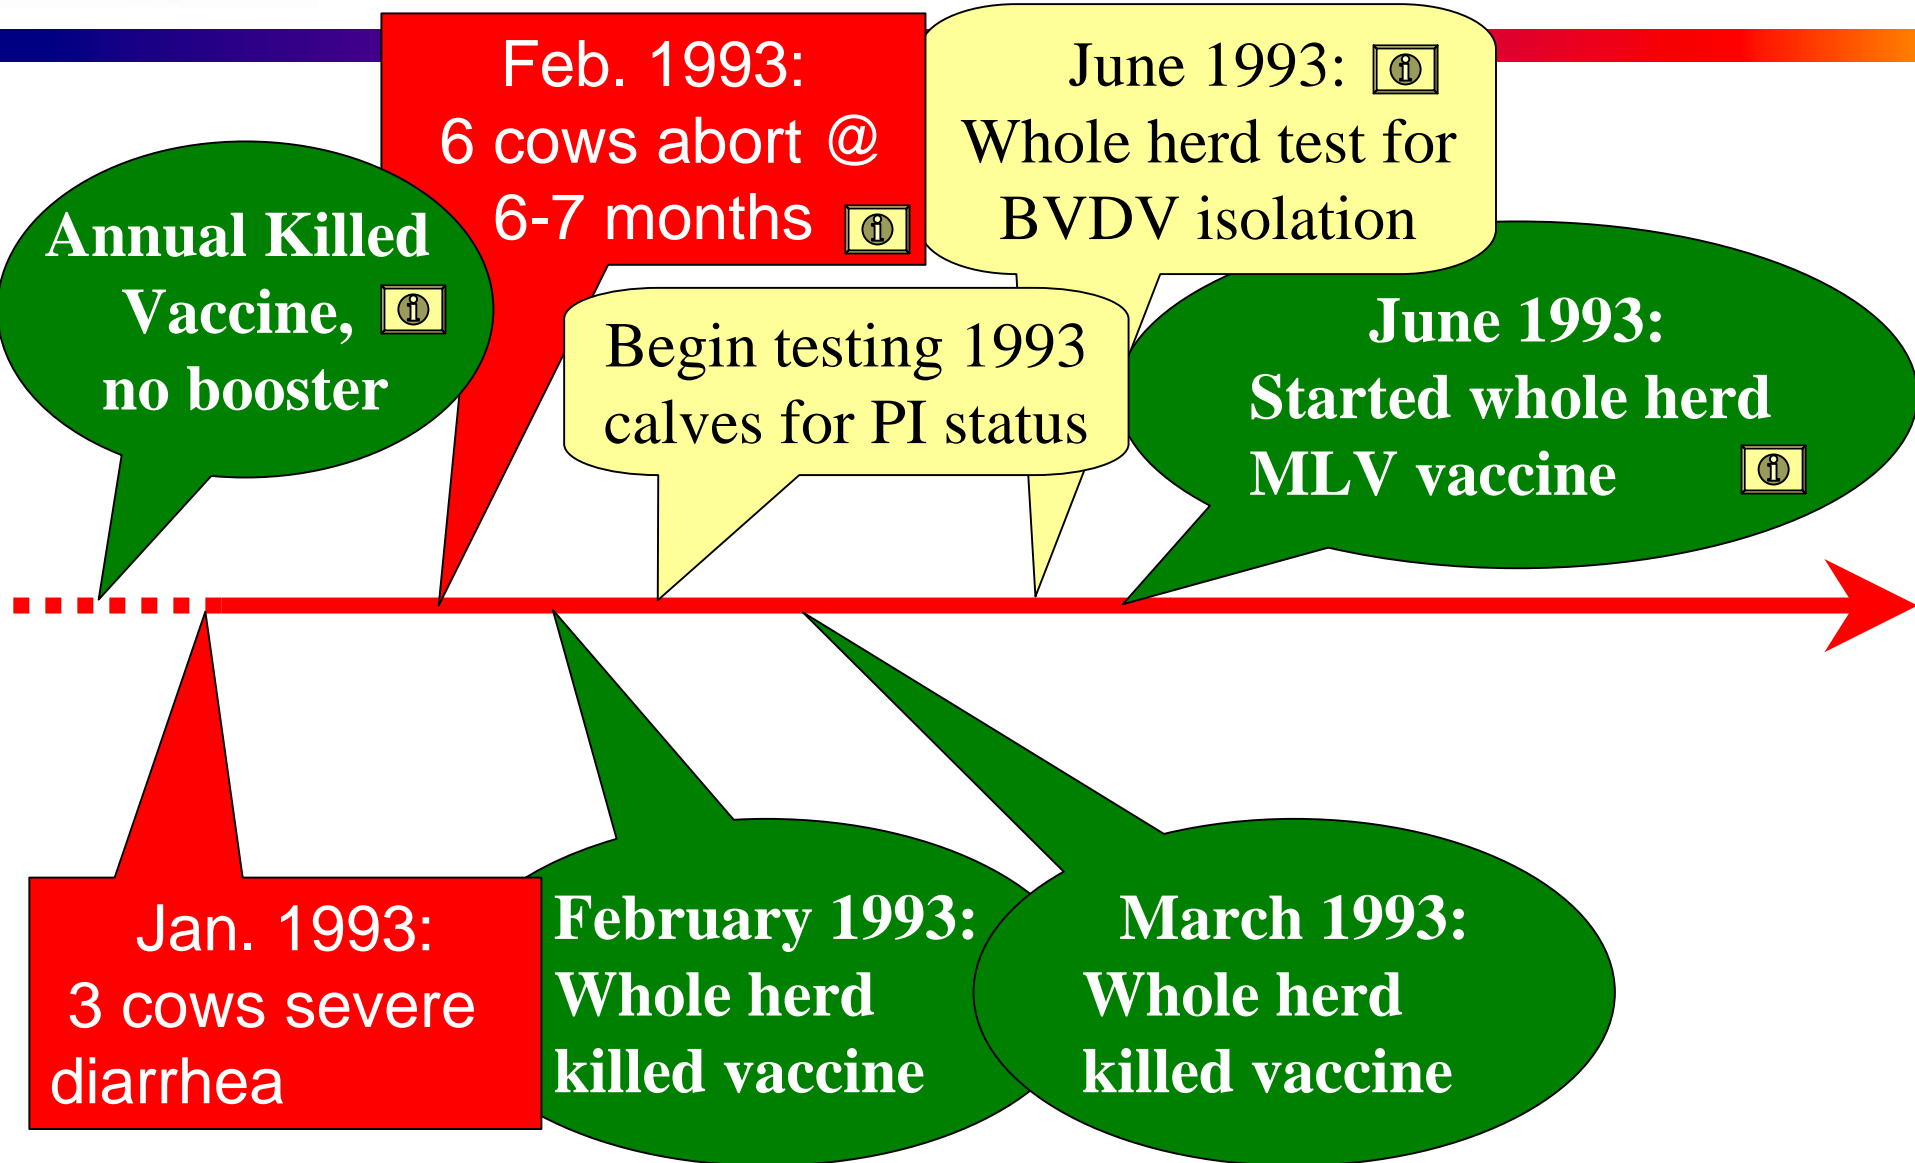 Feb. 1993:
6 cows abort @
6-7 months
June 1993:
Whole herd test for
BVDV isolation
Annual Killed
Vaccine,
no booster
Begin testing 1993
calves for PI status
June 1993:
Started whole herd
MLV vaccine
Jan. 1993:
3 cows severe
diarrhea
February 1993:
Whole herd
killed vaccine
March 1993:
Whole herd
killed vaccine